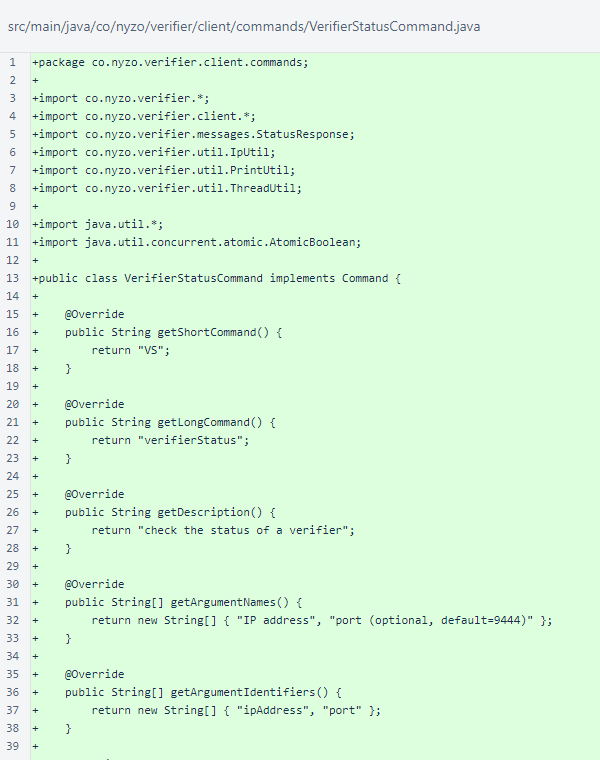 src/main/java/co/nyzo/verifier/client/commands/VerifierStatusCommand.java
1 +package co.nyzo.verifier.client.commands;
2 +
3 +import co.nyzo.verifier.*;
4 +import co.nyzo.verifier.client.*;
5 +import co.nyzo.verifier.messages.StatusResponse;
6 +import co.nyzo.verifier.util.IpUtil;
7 +import co.nyzo.verifier.util.PrintUtil;
8 +import co.nyzo.verifier.util.ThreadUtil;
9 +
10 +import java.util.*;
11 +import java.util.concurrent.atomic.AtomicBoolean;
12 +
13 +public class VerifierStatusCommand implements Command {
14 +
15 +    @Override
16 +    public String getShortCommand() {
17 +        return "VS";
18 +    }
19 +
20 +    @Override
21 +    public String getLongCommand() {
22 +        return "verifierStatus";
23 +    }
24 +
25 +    @Override
26 +    public String getDescription() {
27 +        return "check the status of a verifier";
28 +    }
29 +
30 +    @Override
31 +    public String[] getArgumentNames() {
32 +        return new String[] { "IP address", "port (optional, default=9444)" };
33 +    }
34 +
35 +    @Override
36 +    public String[] getArgumentIdentifiers() {
37 +        return new String[] { "ipAddress", "port" };
38 +    }
39 +